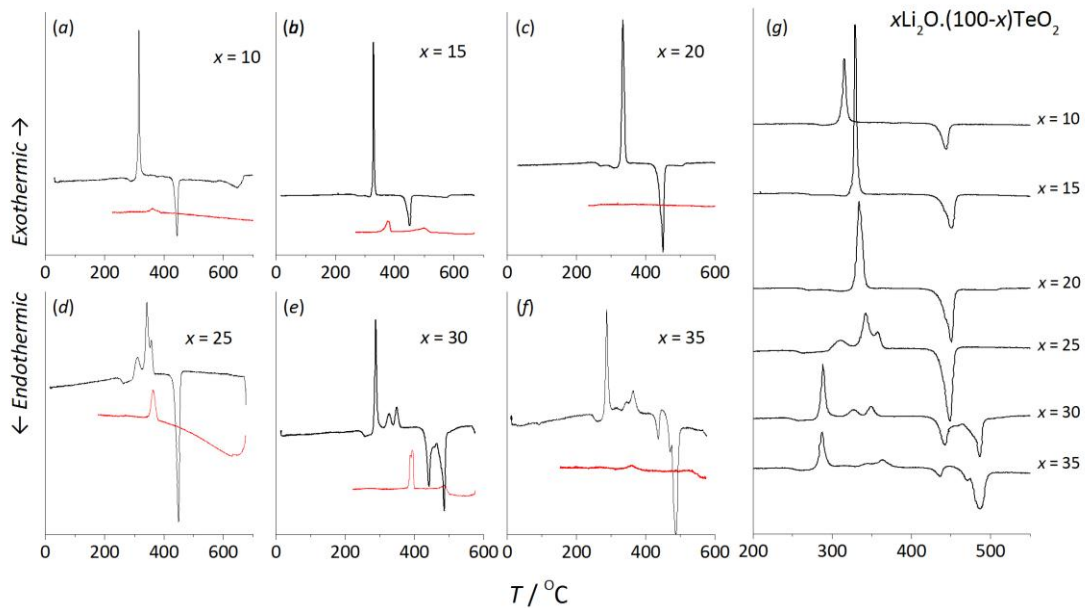 (a)
x = 10
(b)
x = 15
(c)
x = 20
(g)
xLi₂O.(100-x)TeO₂
x = 10
x = 15
x = 20
x = 25
x = 30
x = 35
Exothermic →
0 200 400 600
0 200 400 600
0 200 400 600
← Endothermic
(d)
x = 25
(e)
x = 30
(f)
x = 35
0 200 400 600
0 200 400 600
0 200 400 600
200 300 400 500
T / °C